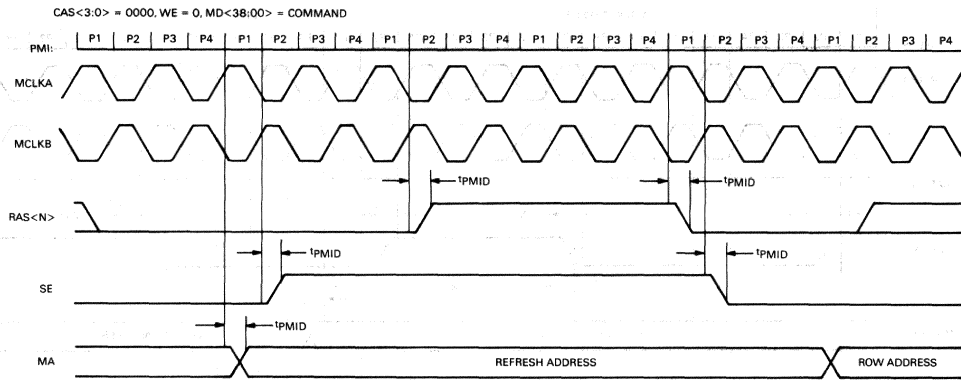 CAS<3:0> = 0000, WE = 0, MD<38:00> = COMMAND
PMI: P1 P2 P3 P4 P1 P2 P3 P4 P1 P2 P3 P4 P1 P2 P3 P4 P1 P2 P3 P4 P1 P2 P3 P4
MCLKA
MCLKB
tPMID tPMID
RAS<N>
tPMID tPMID
SE
tPMID
MA REFRESH ADDRESS ROW ADDRESS